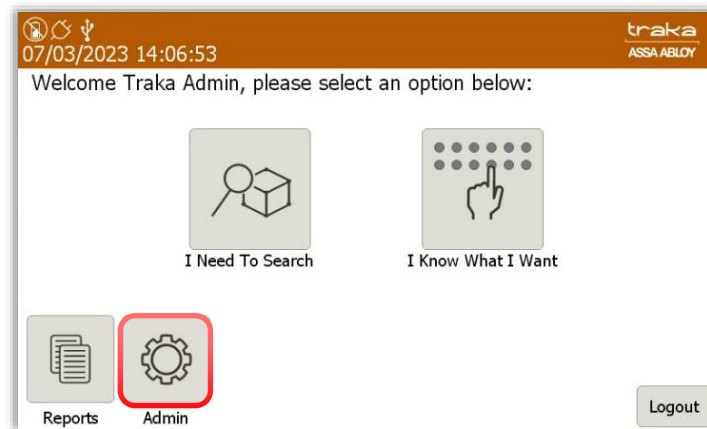 traka
07/03/2023 14:06:53
ASSA ABLOY
Welcome Traka Admin, please select an option below:
I Need To Search
I Know What I Want
Reports
Admin
Logout